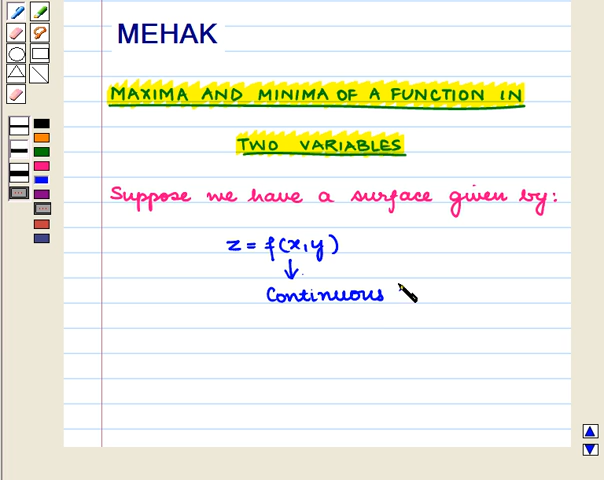 MEHAK
MAXIMA AND MINIMA OF A FUNCTION IN
TWO VARIABLES
Suppose we have a surface given by:
z = f(x,y)
↓
Continuous